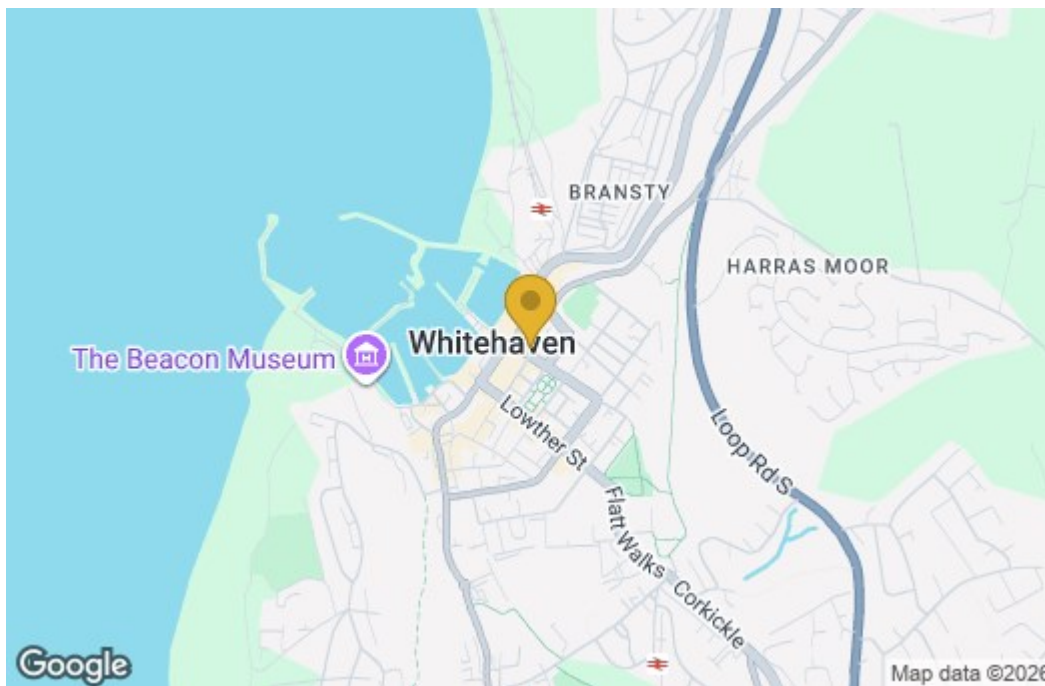 BRANSTY
HARRAS MOOR
Whitehaven
The Beacon Museum
Lowther St
Loop Rd S
Flatt Walks
Corkickle
Google
Map data ©2026